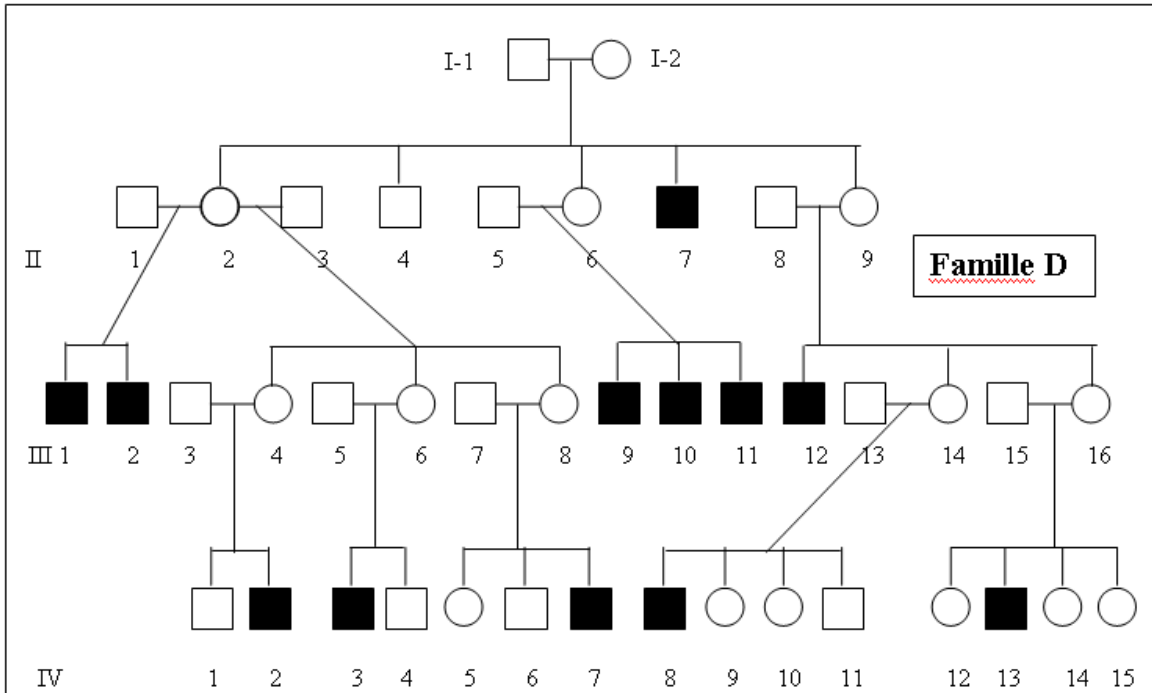 I-1 I-2
II 1 2 3 4 5 6 7 8 9
Famille D
III 1 2 3 4 5 6 7 8 9 10 11 12 13 14 15 16
IV 1 2 3 4 5 6 7 8 9 10 11 12 13 14 15